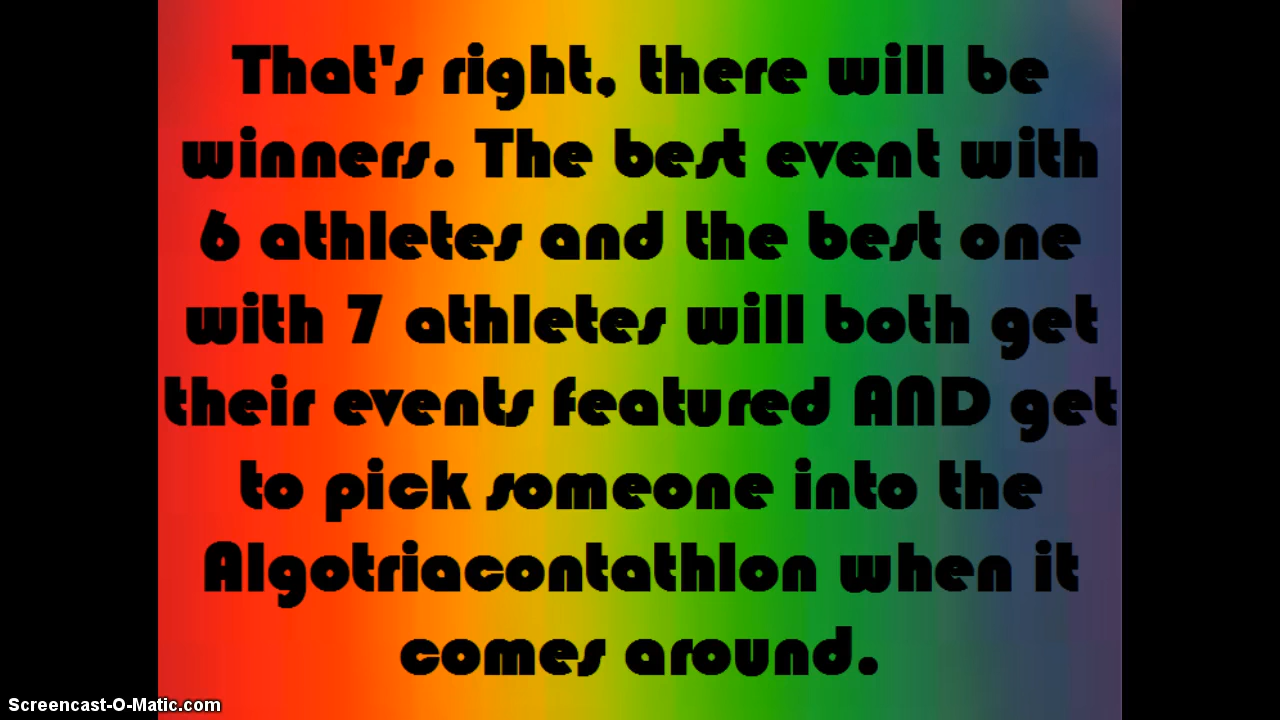 That's right, there will be
winners. The best event with
6 athletes and the best one
with 7 athletes will both get
their events featured AND get
to pick someone into the
Algotriacontathlon when it
comes around.
Screencast-O-Matic.com